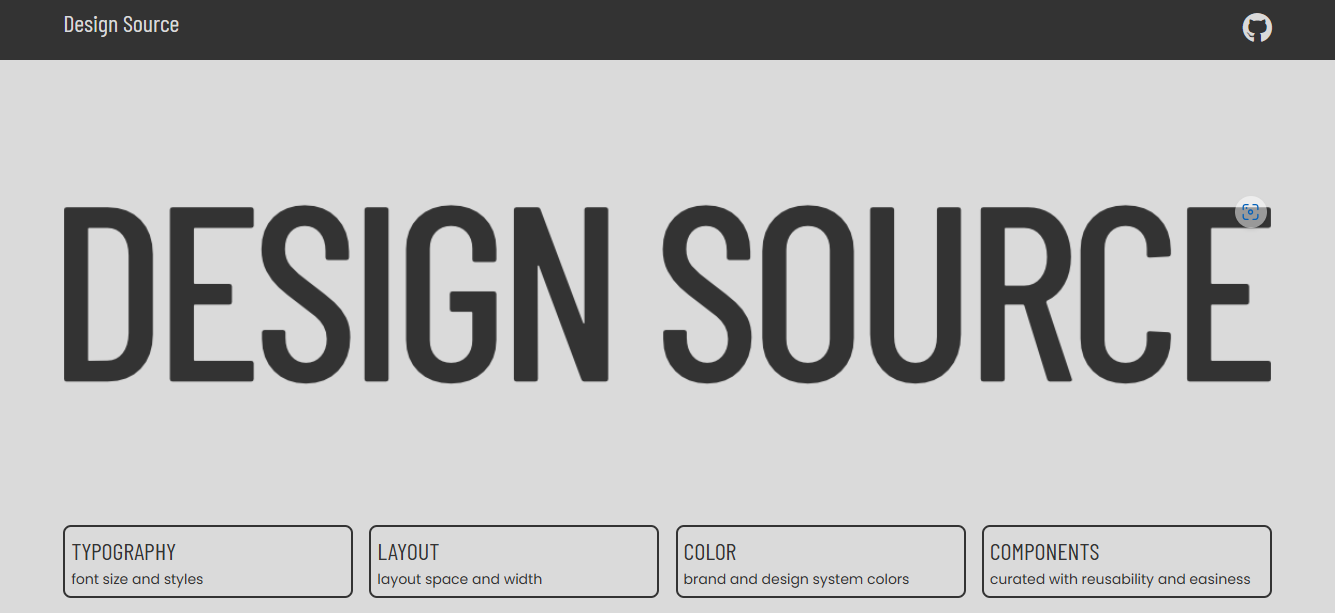 Design Source
DESIGN SOURCE
TYPOGRAPHY
font size and styles
LAYOUT
layout space and width
COLOR
brand and design system colors
COMPONENTS
curated with reusability and easiness